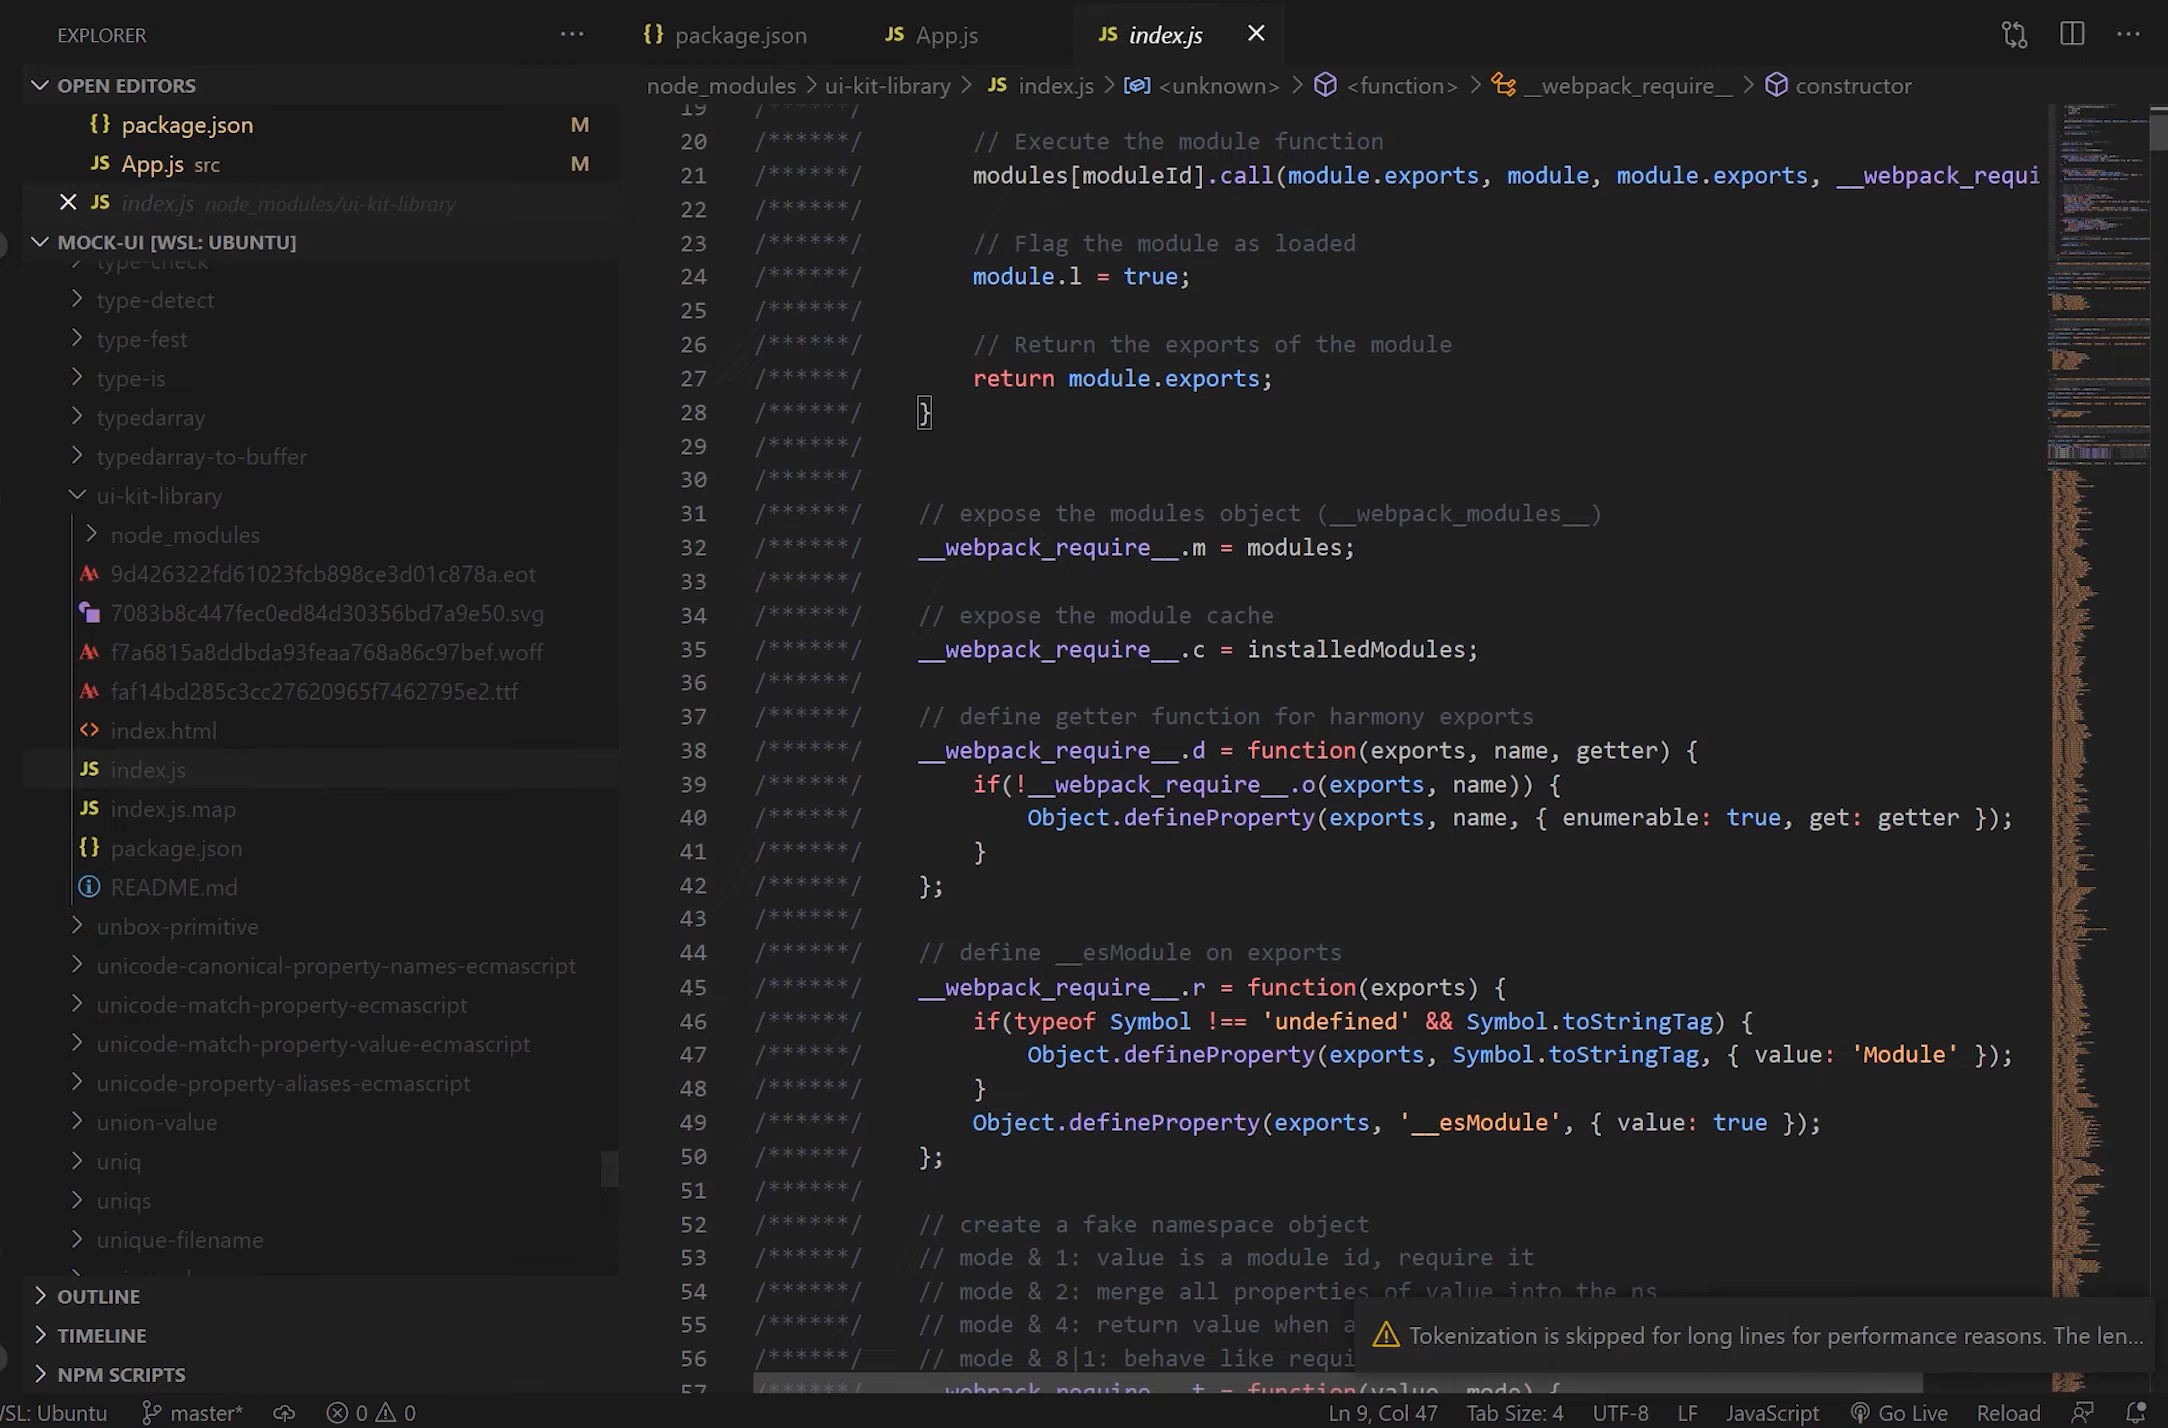 EXPLORER
OPEN EDITORS
package.json M
App.js src M
index.js node_modules/ui-kit-library
MOCK-UI [WSL: UBUNTU]
type-check
type-detect
type-fest
type-is
typedarray
typedarray-to-buffer
ui-kit-library
node_modules
9d426322fd61023fcb898ce3d01c878a.eot
7083b8c447fec0ed84d30356bd7a9e50.svg
f7a6815a8ddbda93feaa768a86c97bef.woff
faf14bd285c3cc27620965f7462795e2.ttf
index.html
index.js
index.js.map
package.json
README.md
unbox-primitive
unicode-canonical-property-names-ecmascript
unicode-match-property-ecmascript
unicode-match-property-value-ecmascript
unicode-property-aliases-ecmascript
union-value
uniq
uniqs
unique-filename
OUTLINE
TIMELINE
NPM SCRIPTS
package.json JS App.js JS index.js
node_modules > ui-kit-library > JS index.js > <unknown> > <function> > __webpack_require__ > constructor
19 /******/
20 /******/ // Execute the module function
21 /******/ modules[moduleId].call(module.exports, module, module.exports, __webpack_requi
22 /******/
23 /******/ // Flag the module as loaded
24 /******/ module.l = true;
25 /******/
26 /******/ // Return the exports of the module
27 /******/ return module.exports;
28 /******/ }
29 /******/
30 /******/
31 /******/ // expose the modules object (__webpack_modules__)
32 /******/ __webpack_require__.m = modules;
33 /******/
34 /******/ // expose the module cache
35 /******/ __webpack_require__.c = installedModules;
36 /******/
37 /******/ // define getter function for harmony exports
38 /******/ __webpack_require__.d = function(exports, name, getter) {
39 /******/ if(!__webpack_require__.o(exports, name)) {
40 /******/ Object.defineProperty(exports, name, { enumerable: true, get: getter });
41 /******/ }
42 /******/ };
43 /******/
44 /******/ // define __esModule on exports
45 /******/ __webpack_require__.r = function(exports) {
46 /******/ if(typeof Symbol !== 'undefined' && Symbol.toStringTag) {
47 /******/ Object.defineProperty(exports, Symbol.toStringTag, { value: 'Module' });
48 /******/ }
49 /******/ Object.defineProperty(exports, '__esModule', { value: true });
50 /******/ };
51 /******/
52 /******/ // create a fake namespace object
53 /******/ // mode & 1: value is a module id, require it
54 /******/ // mode & 2: merge all properties of value into the ns
55 /******/ // mode & 4: return value when a
56 /******/ // mode & 8|1: behave like requi
57 /******/ __webpack_require__.t = function(value, mode) {
Tokenization is skipped for long lines for performance reasons. The len...
WSL: Ubuntu master* 0 0 Ln 9, Col 47 Tab Size: 4 UTF-8 LF JavaScript Go Live Reload